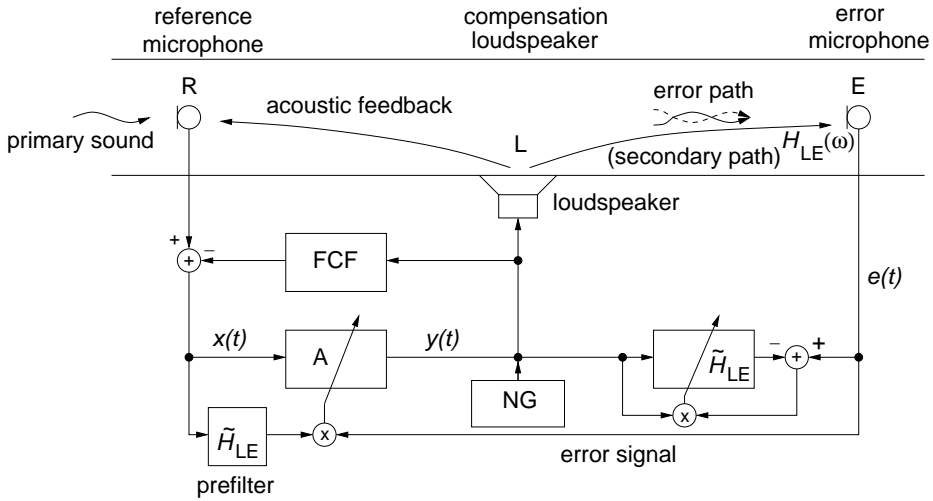 reference
microphone
compensation
loudspeaker
error
microphone
R
E
acoustic feedback
error path
primary sound
L
(secondary path)
H_LE(ω)
loudspeaker
+
−
+
FCF
e(t)
x(t)
A
y(t)
H̃_LE
−
+
+
NG
x
H̃_LE
x
error signal
prefilter